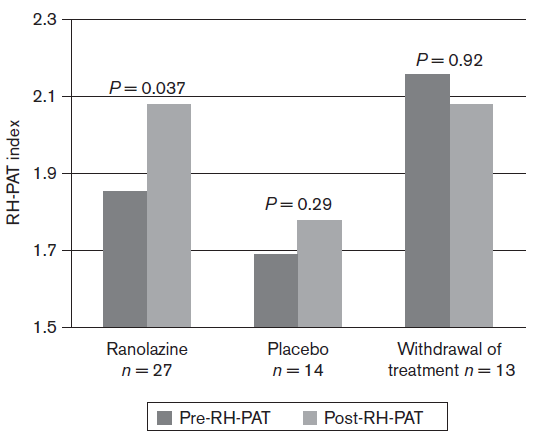 2.3
2.1
1.9
1.7
1.5
RH-PAT index
P = 0.037
P = 0.29
P = 0.92
Ranolazine
n = 27
Placebo
n = 14
Withdrawal of
treatment n = 13
Pre-RH-PAT
Post-RH-PAT